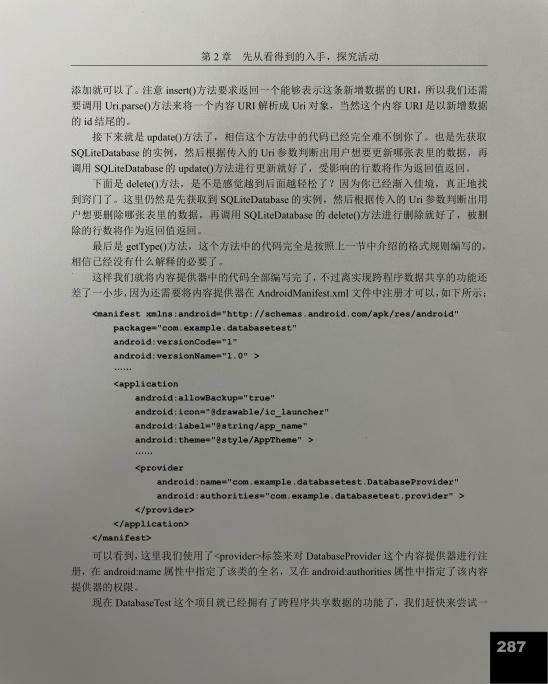 第 2 章　先从看得到的入手，探究活动
添加就可以了。注意 insert()方法要求返回一个能够表示这条新增数据的 URI，所以我们还需
要调用 Uri.parse()方法来将一个内容 URI 解析成 Uri 对象，当然这个内容 URI 是以新增数据
的 id 结尾的。
接下来就是 update()方法了，相信这个方法中的代码已经完全难不倒你了。也是先获取
SQLiteDatabase 的实例，然后根据传入的 Uri 参数判断出用户想要更新哪张表里的数据，再
调用 SQLiteDatabase 的 update()方法进行更新就好了，受影响的行数将作为返回值返回。
下面是 delete()方法，是不是感觉越到后面越轻松了？因为你已经渐入佳境，真正地找
到窍门了。这里仍然是先获取到 SQLiteDatabase 的实例，然后根据传入的 Uri 参数判断出用
户想要删除哪张表里的数据，再调用 SQLiteDatabase 的 delete()方法进行删除就好了，被删
除的行数将作为返回值返回。
最后是 getType()方法，这个方法中的代码完全是按照上一节中介绍的格式规则编写的，
相信已经没有什么解释的必要了。
这样我们就将内容提供器中的代码全部编写完了，不过离实现跨程序数据共享的功能还
差了一小步，因为还需要将内容提供器在 AndroidManifest.xml 文件中注册才可以，如下所示：
<manifest xmlns:android="http://schemas.android.com/apk/res/android"
package="com.example.databasetest"
android:versionCode="1"
android:versionName="1.0" >
……
<application
android:allowBackup="true"
android:icon="@drawable/ic_launcher"
android:label="@string/app_name"
android:theme="@style/AppTheme" >
……
<provider
android:name="com.example.databasetest.DatabaseProvider"
android:authorities="com.example.databasetest.provider" >
</provider>
</application>
</manifest>
可以看到，这里我们使用了<provider>标签来对 DatabaseProvider 这个内容提供器进行注
册，在 android:name 属性中指定了该类的全名，又在 android:authorities 属性中指定了该内容
提供器的权限。
现在 DatabaseTest 这个项目就已经拥有了跨程序共享数据的功能了，我们赶快来尝试一
287